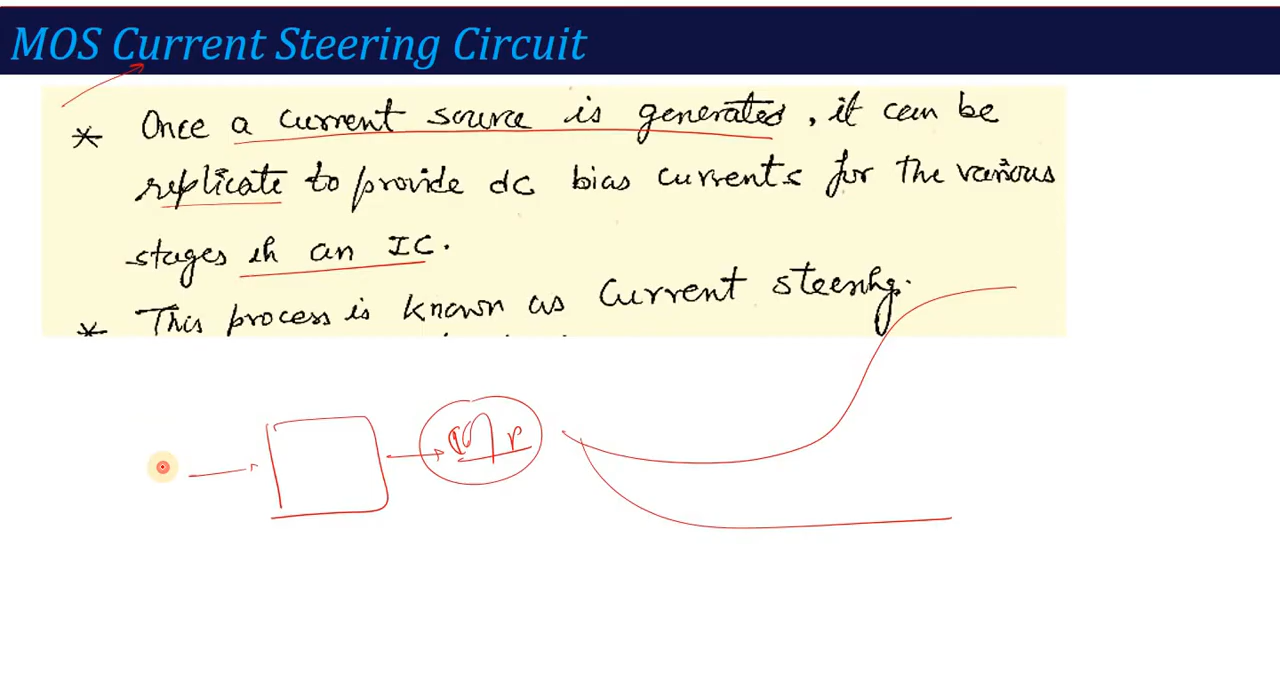 MOS Current Steering Circuit
* Once a current source is generated, it can be
replicate to provide dc bias currents for the various
stages in an IC.
* This process is known as Current steering.